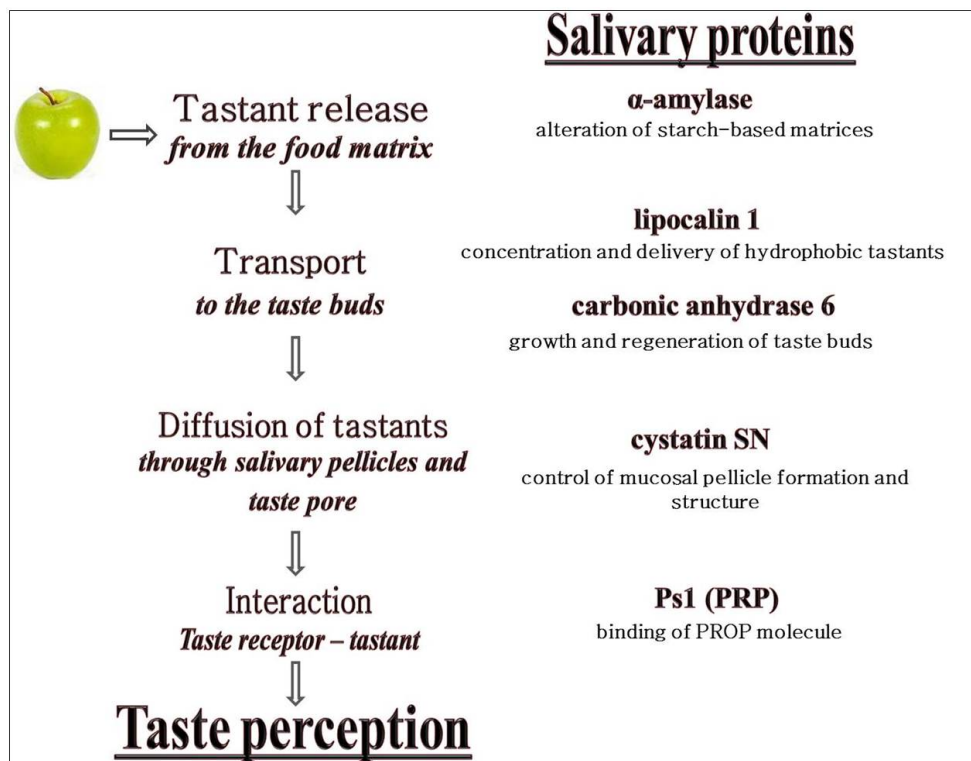 Salivary proteins
Tastant release
from the food matrix
α-amylase
alteration of starch-based matrices
Transport
to the taste buds
lipocalin 1
concentration and delivery of hydrophobic tastants
carbonic anhydrase 6
growth and regeneration of taste buds
Diffusion of tastants
through salivary pellicles and
taste pore
cystatin SN
control of mucosal pellicle formation and
structure
Interaction
Taste receptor – tastant
Ps1 (PRP)
binding of PROP molecule
Taste perception